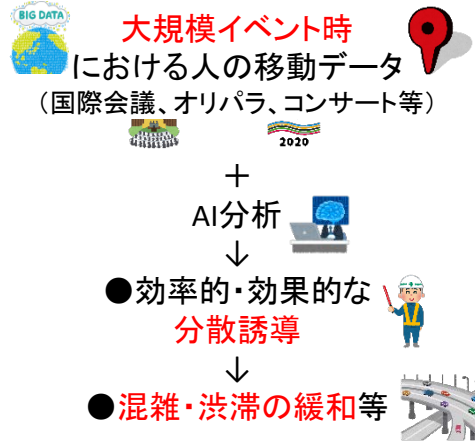 BIG DATA
大規模イベント時
における人の移動データ
（国際会議、オリパラ、コンサート等）
2020
＋
AI分析
↓
●効率的・効果的な
分散誘導
↓
●混雑・渋滞の緩和等